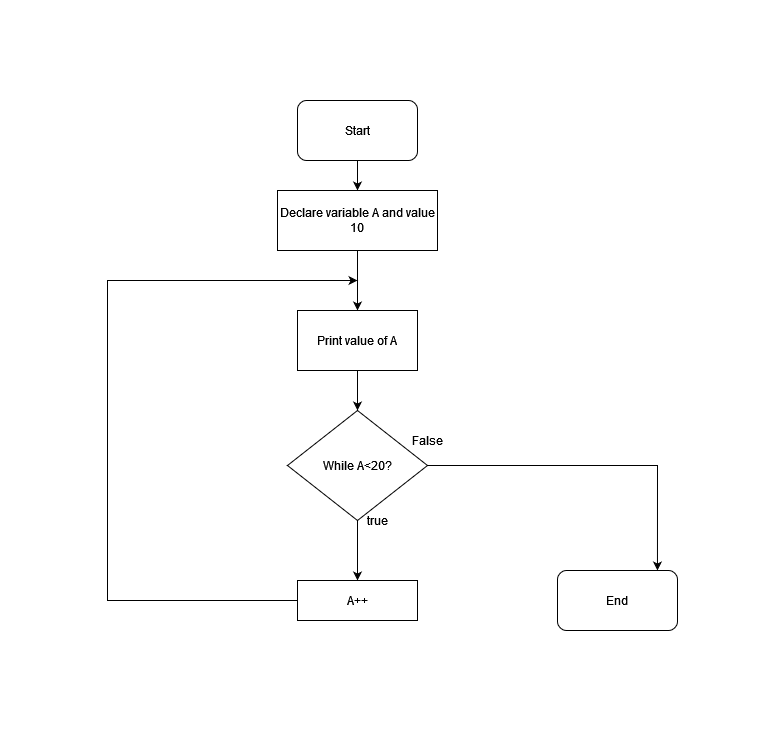 Start
Declare variable A and value
10
Print value of A
False
While A<20?
true
A++
End